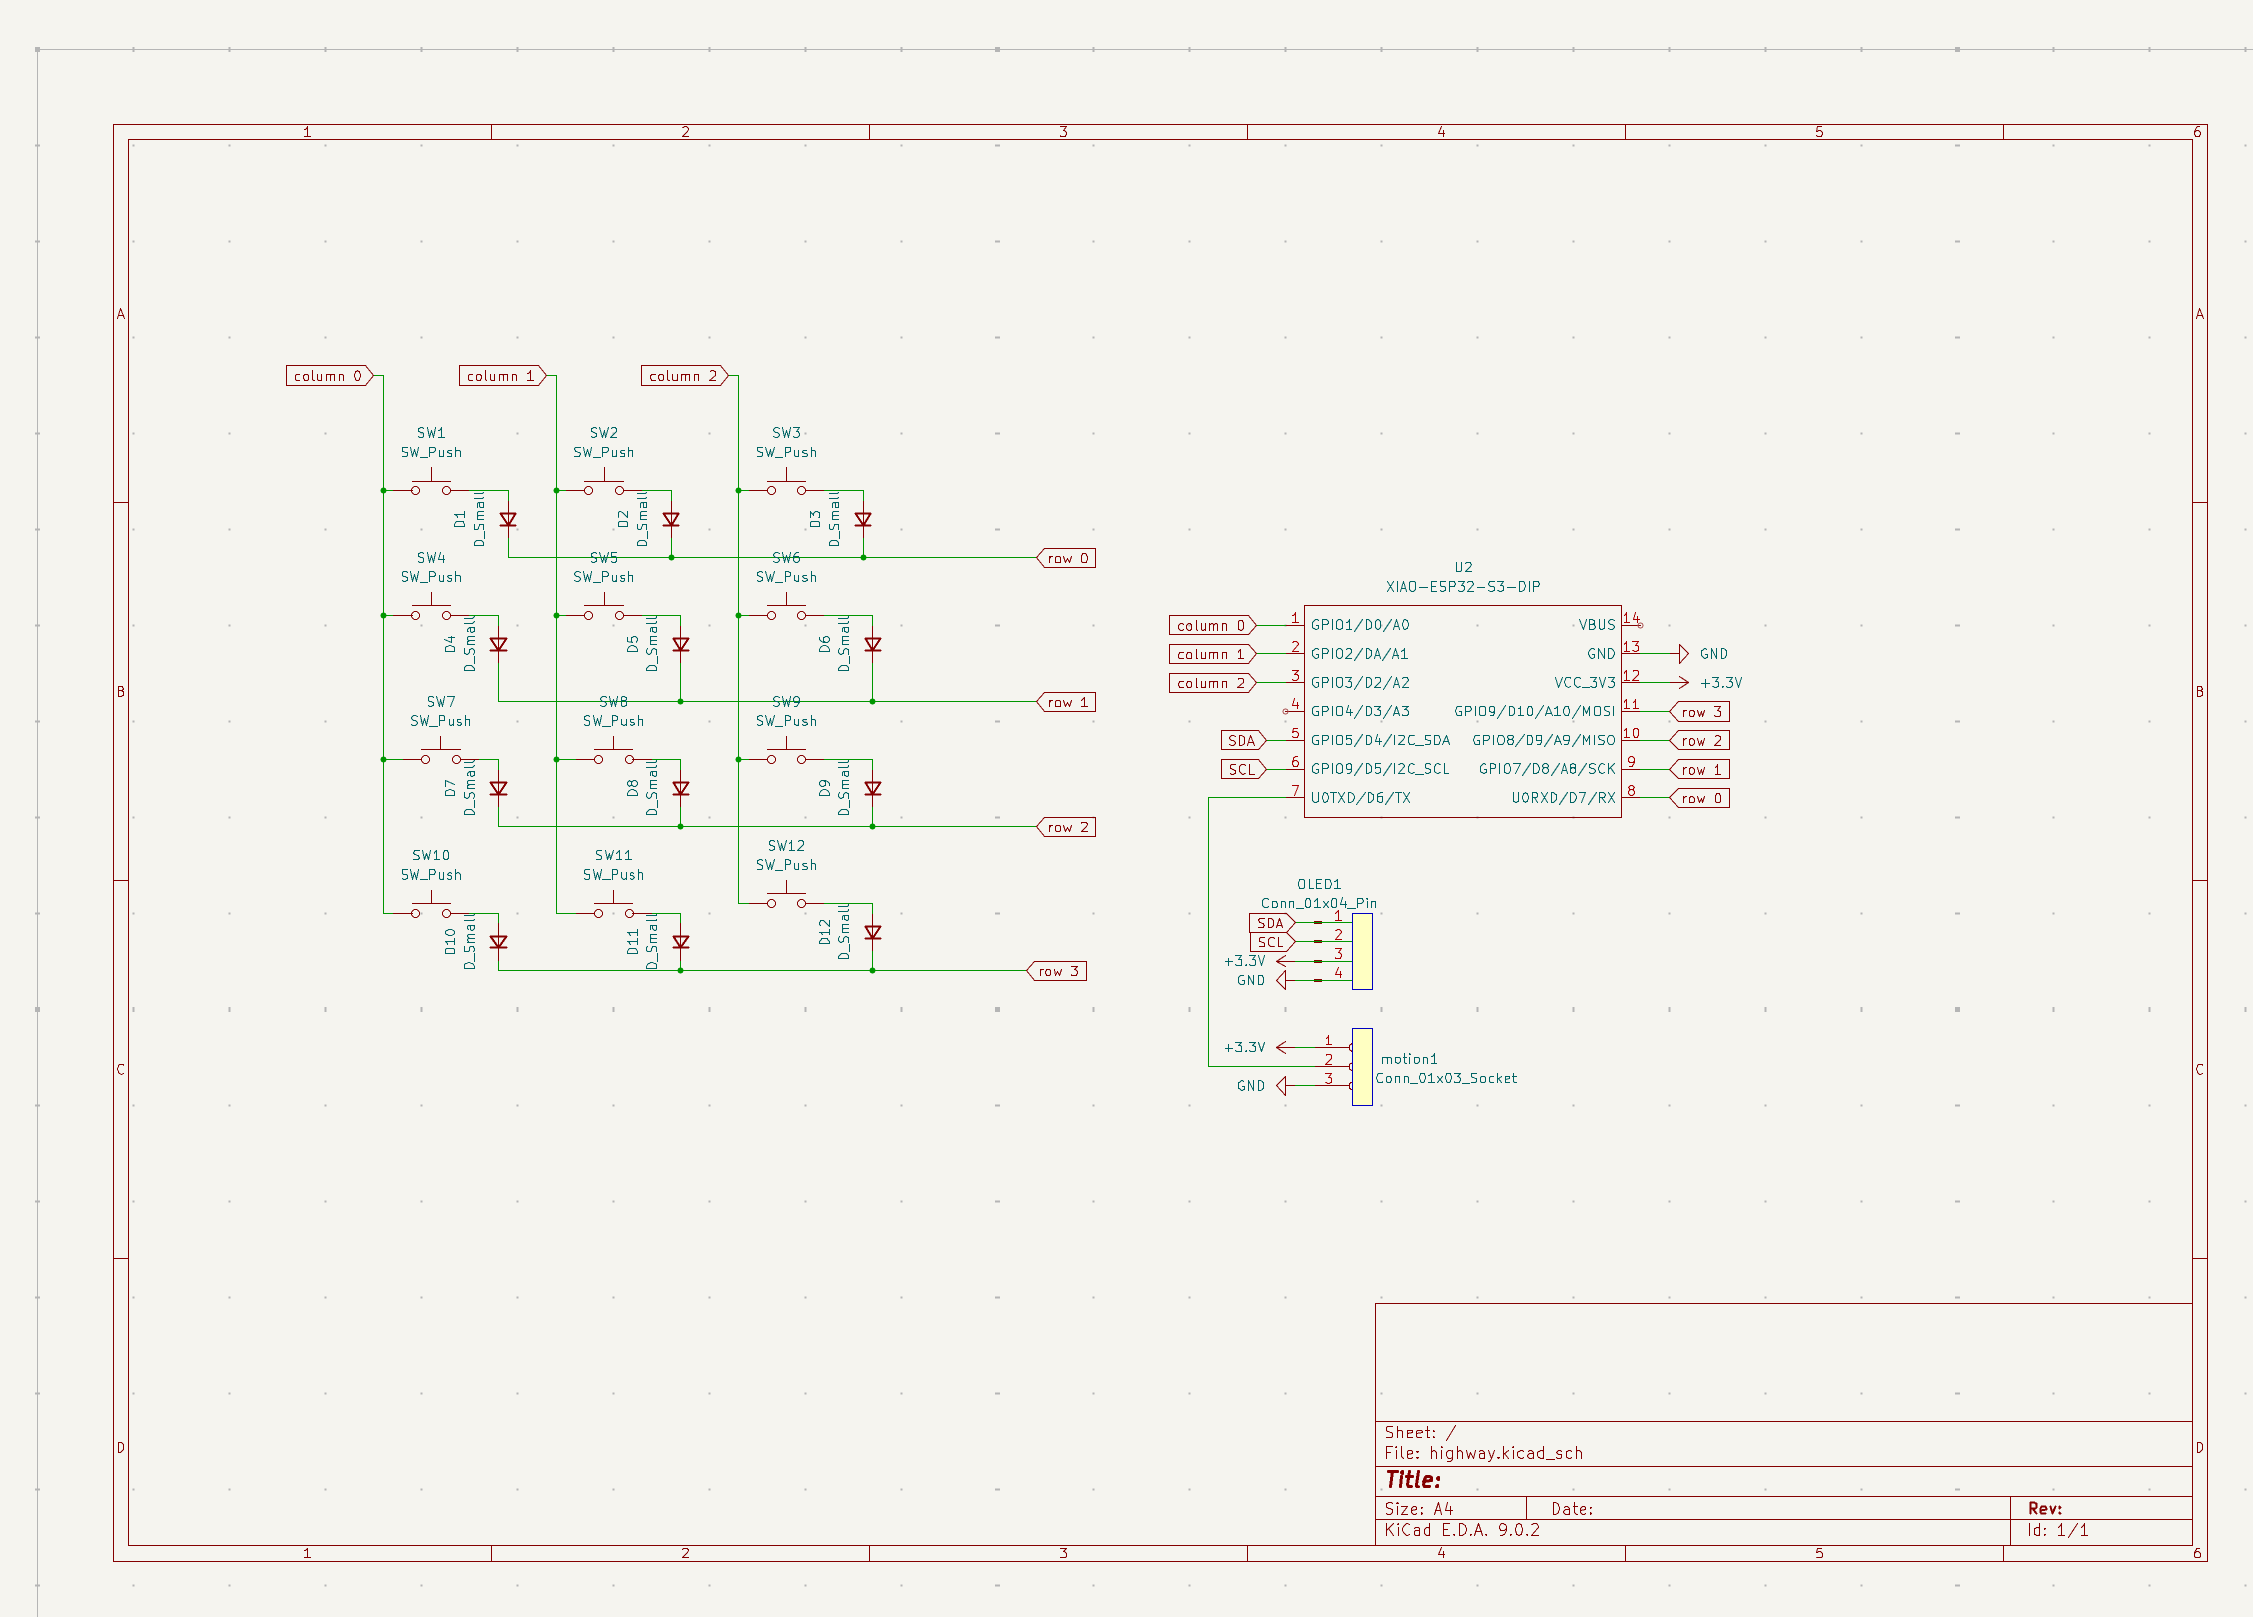 1 2 3 4 5 6
A A
column 0 column 1 column 2
SW1 SW2 SW3
SW_Push SW_Push SW_Push
D1 D_Small D2 D_Small D3 D_Small
SW4 SW5 SW6 row 0
SW_Push SW_Push SW_Push
D4 D_Small D5 D_Small D6 D_Small
SW7 SW8 SW9 row 1
SW_Push SW_Push SW_Push
D7 D_Small D8 D_Small D9 D_Small
row 2
SW10 SW11 SW12
SW_Push SW_Push SW_Push
D10 D_Small D11 D_Small D12 D_Small
row 3
U2
XIAO-ESP32-S3-DIP
column 0 1 GPIO1/D0/A0 VBUS 14
column 1 2 GPIO2/DA/A1 GND 13 GND
column 2 3 GPIO3/D2/A2 VCC_3V3 12 +3.3V
4 GPIO4/D3/A3 GPIO9/D10/A10/MOSI 11 row 3
SDA 5 GPIO5/D4/I2C_SDA GPIO8/D9/A9/MISO 10 row 2
SCL 6 GPIO9/D5/I2C_SCL GPIO7/D8/A8/SCK 9 row 1
7 U0TXD/D6/TX U0RXD/D7/RX 8 row 0
B B
OLED1
Conn_01x04_Pin
SDA 1
SCL 2
+3.3V 3
GND 4
+3.3V 1
2 motion1
GND 3 Conn_01x03_Socket
C C
D D
Sheet: /
File: highway.kicad_sch
Title:
Size: A4 Date: Rev:
KiCad E.D.A. 9.0.2 Id: 1/1
1 2 3 4 5 6